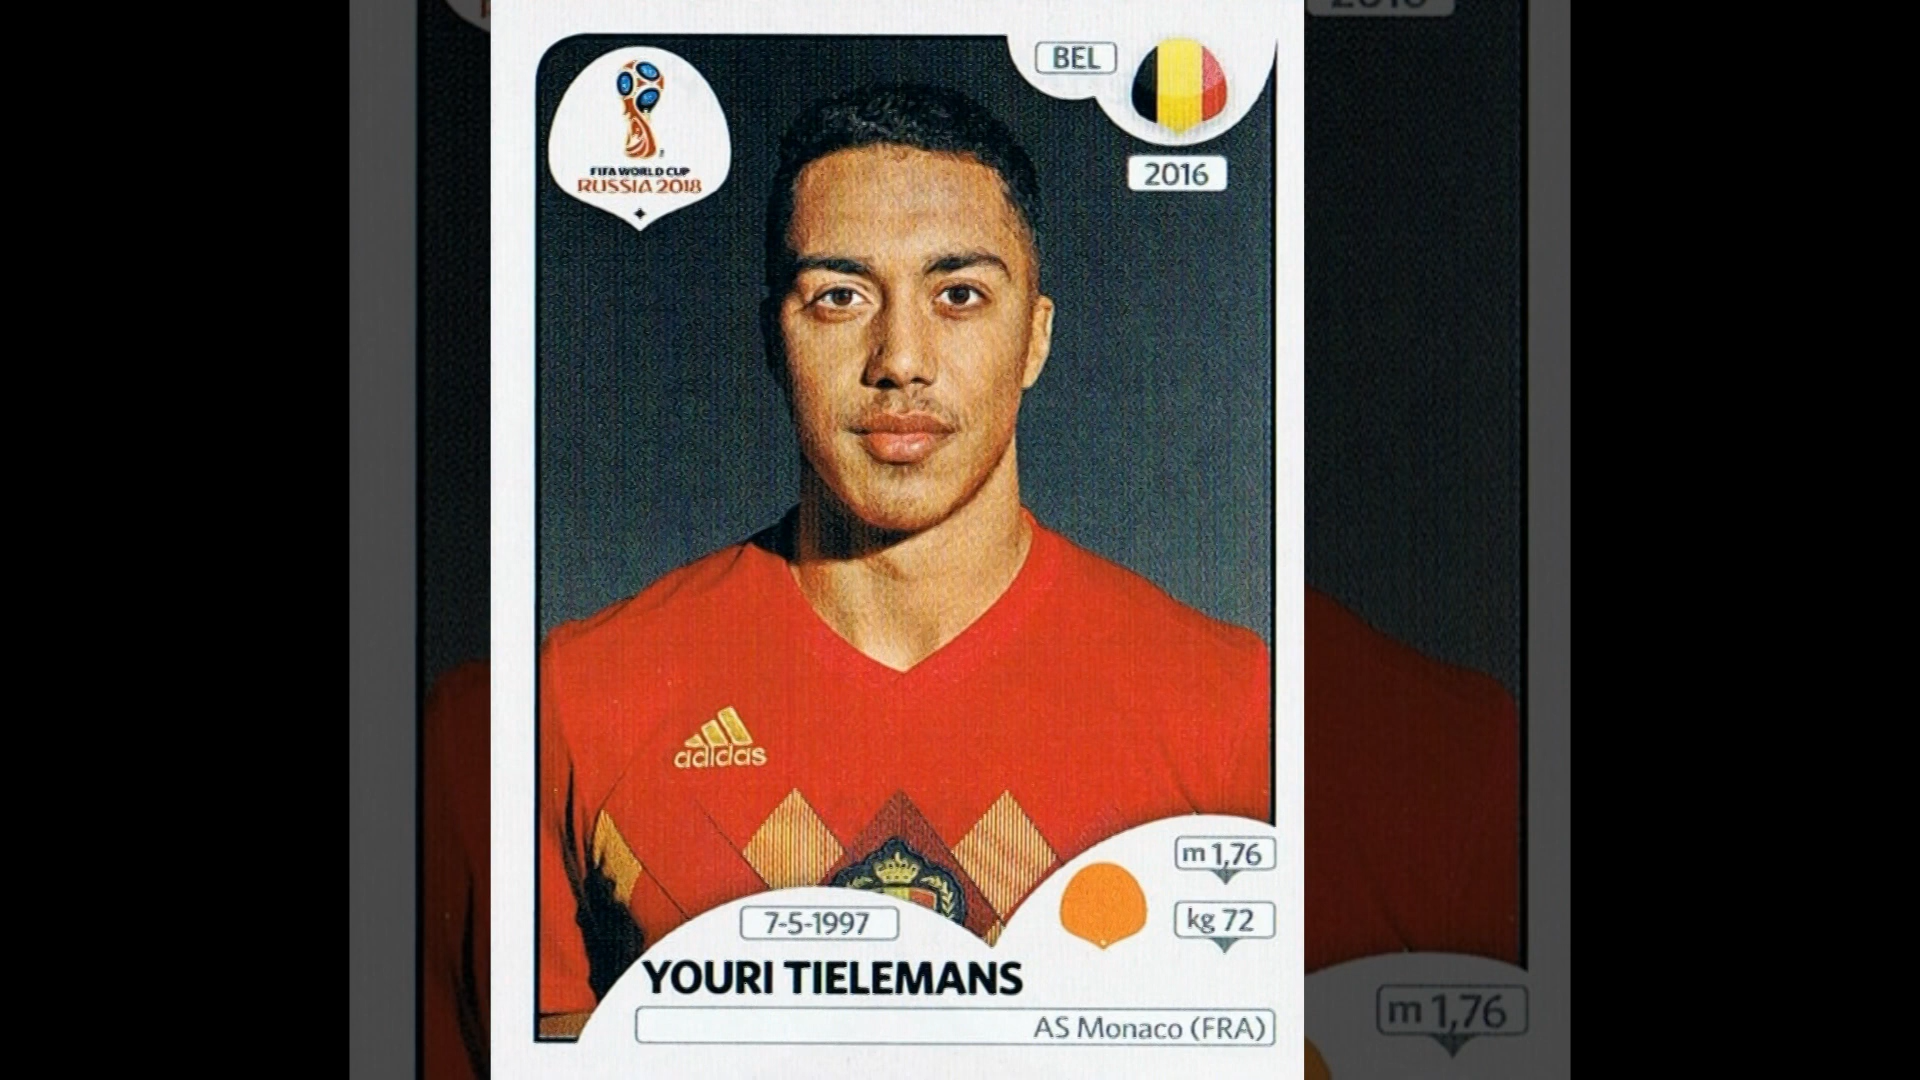 BEL
FIFA WORLD CUP
RUSSIA 2018
2016
adidas
m 1,76
kg 72
7-5-1997
YOURI TIELEMANS
AS Monaco (FRA)
m 1,76